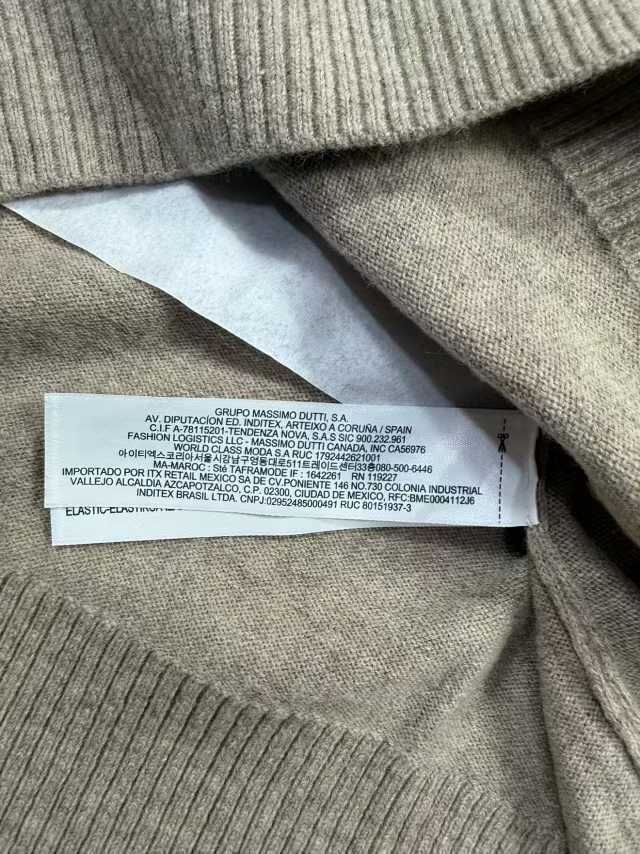 GRUPO MASSIMO DUTTI, S.A.
AV. DIPUTACÍON ED. INDITEX, ARTEIXO A CORUÑA / SPAIN
C.I.F A-78115201-TENDENZA NOVA, S.A.S SIC 900.232.961
FASHION LOGISTICS LLC - MASSIMO DUTTI CANADA, INC CA56976
WORLD CLASS MODA S.A RUC 1792442621001
아이티엑스코리아서울시강남구영동대로511트레이드센터33층080-500-6446
MA-MAROC : Sté TAFRAMODE IF : 1642261 RN 119227
IMPORTADO POR ITX RETAIL MEXICO SA DE CV.PONIENTE 146 NO.730 COLONIA INDUSTRIAL
VALLEJO ALCALDIA AZCAPOTZALCO, C.P. 02300, CIUDAD DE MEXICO, RFC:BME0004112J6
INDITEX BRASIL LTDA. CNPJ:02952485000491 RUC 80151937-3